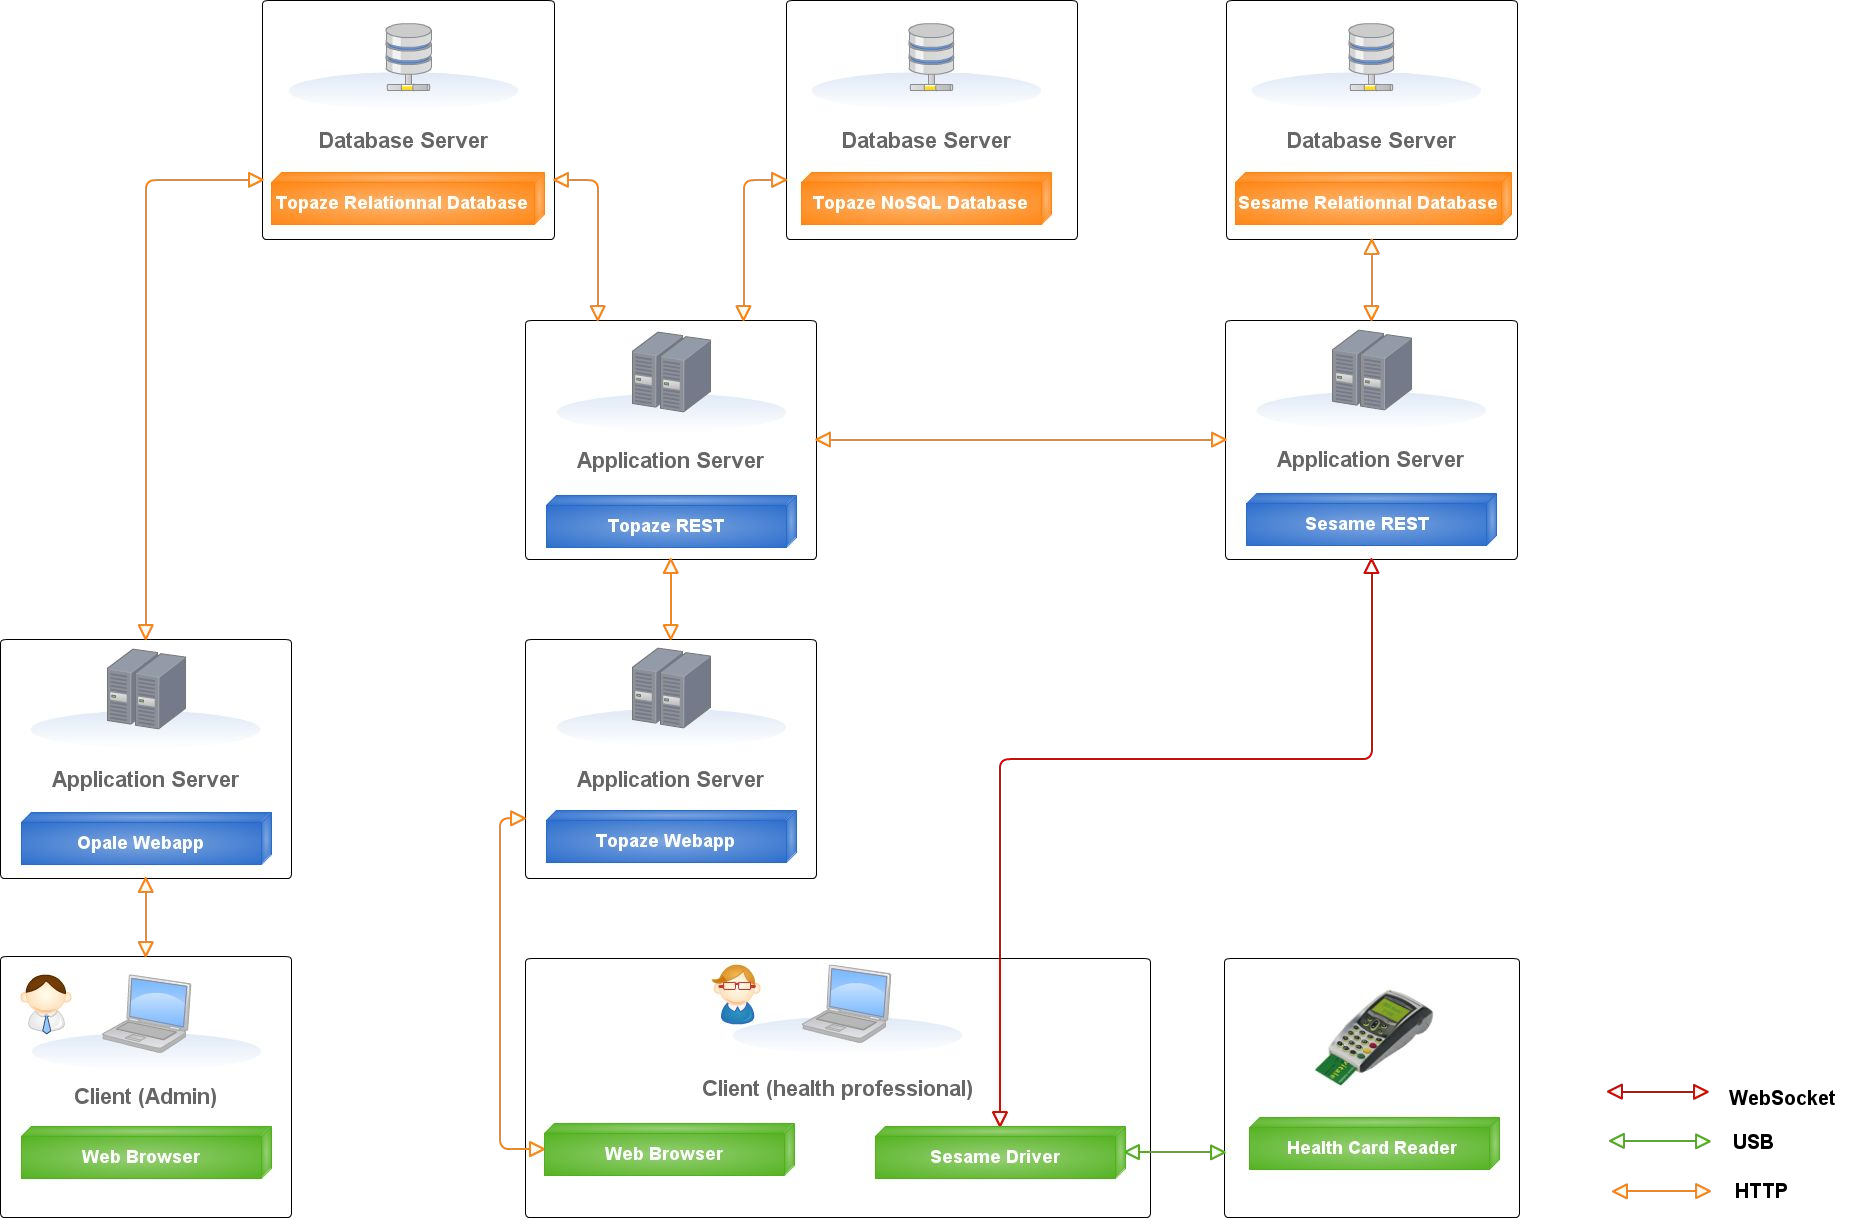 Database Server
Topaze Relationnal Database
Database Server
Topaze NoSQL Database
Database Server
Sesame Relationnal Database
Application Server
Topaze REST
Application Server
Sesame REST
Application Server
Opale Webapp
Application Server
Topaze Webapp
Client (Admin)
Web Browser
Client (health professional)
Web Browser
Sesame Driver
Health Card Reader
WebSocket
USB
HTTP